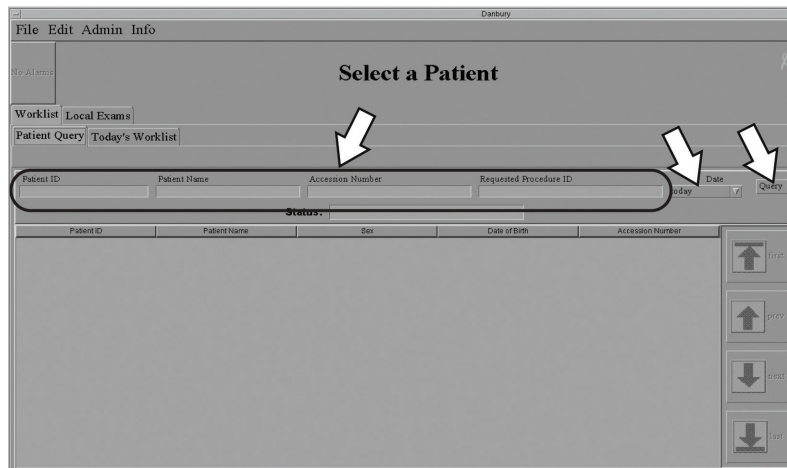 Danbury
File Edit Admin Info
No Alarms
Select a Patient
Worklist Local Exams
Patient Query Today's Worklist
Patient ID Patient Name Accession Number Requested Procedure ID Date
today Query
Status:
Patient ID Patient Name Sex Date of Birth Accession Number
first
prev
next
last